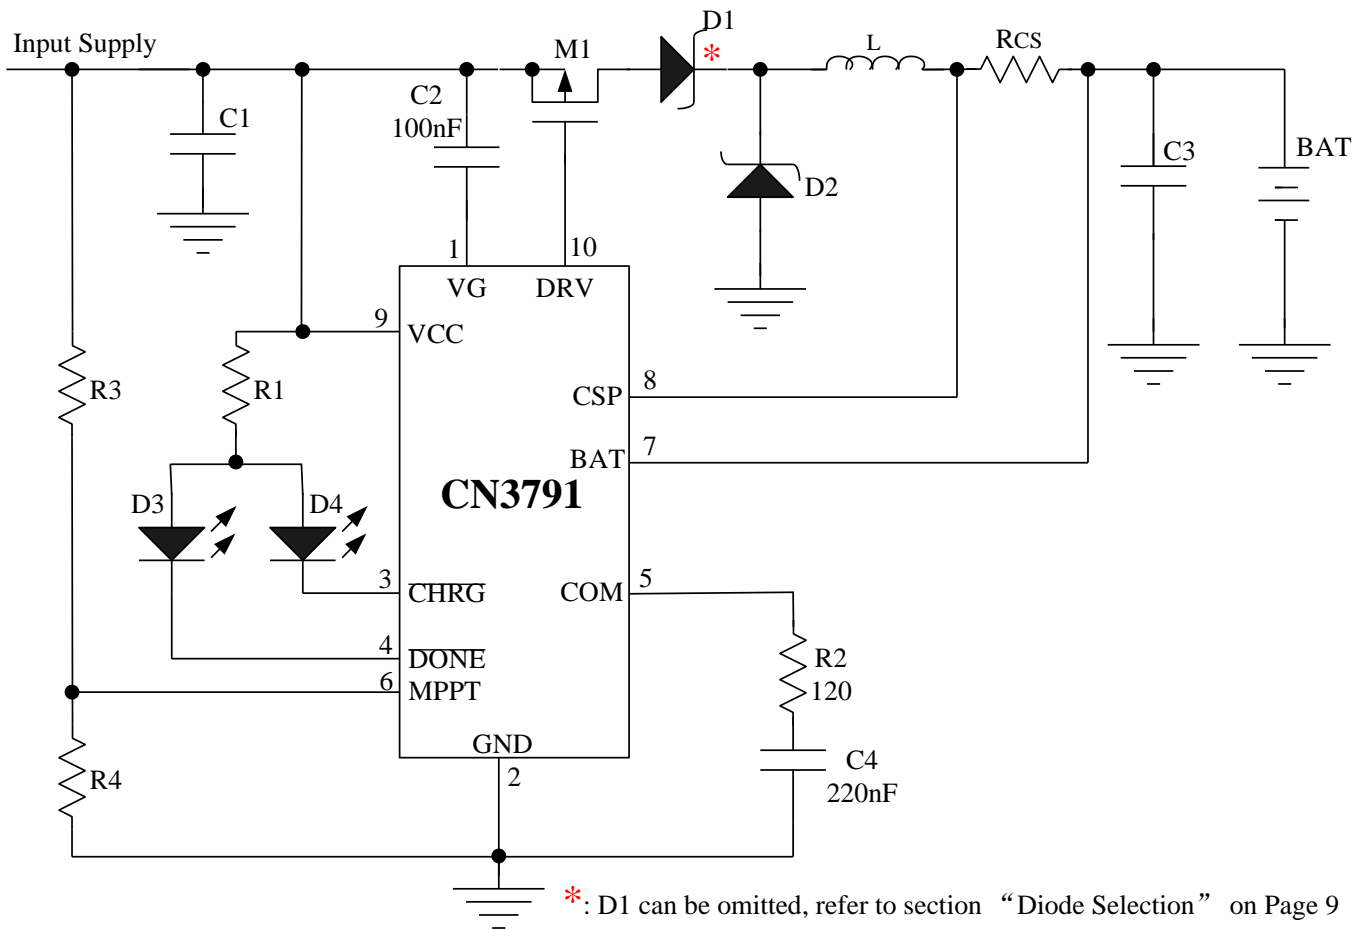 D1
Input Supply
M1
*
L
RCS
C2
100nF
C1
C3
BAT
D2
1
10
VG
DRV
9
VCC
R3
R1
8
CSP
7
BAT
D3
D4
CN3791
3
CHRG
5
COM
4
DONE
6
MPPT
R2
120
GND
2
R4
C4
220nF
*: D1 can be omitted, refer to section “Diode Selection” on Page 9